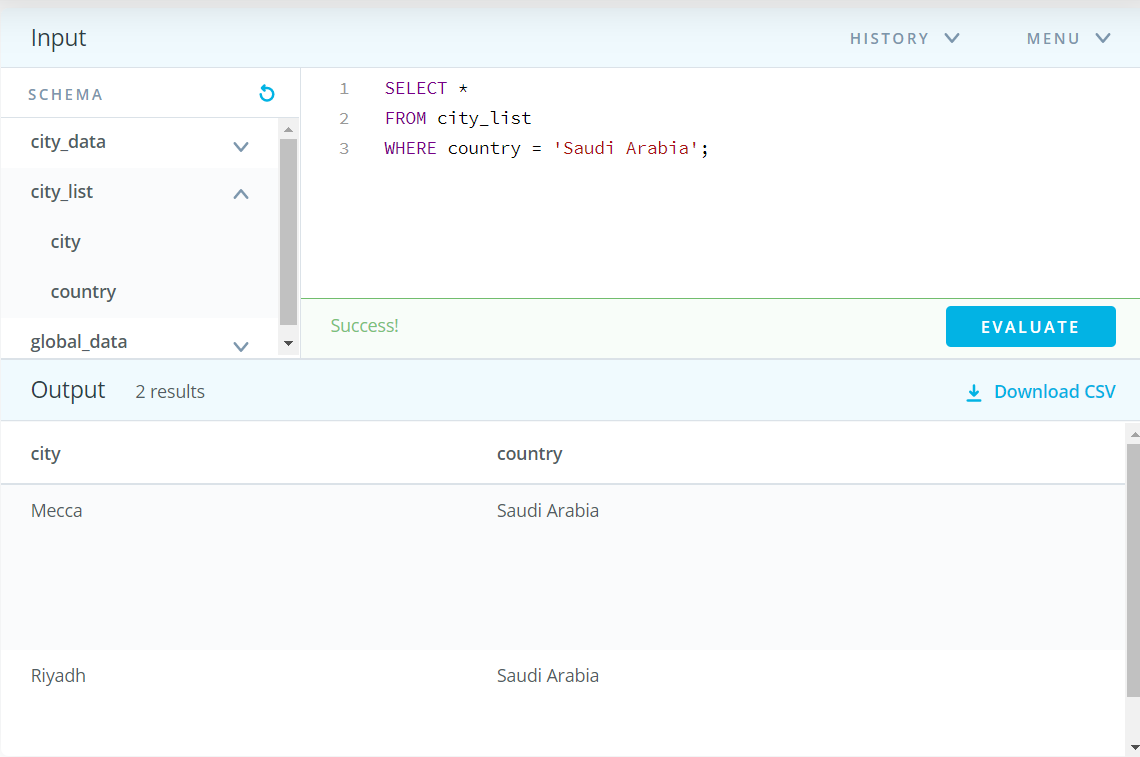 Input
HISTORY
MENU
SCHEMA
city_data
city_list
city
country
global_data
1 SELECT *
2 FROM city_list
3 WHERE country = 'Saudi Arabia';
Success!
EVALUATE
Output 2 results
Download CSV
city country
Mecca Saudi Arabia
Riyadh Saudi Arabia